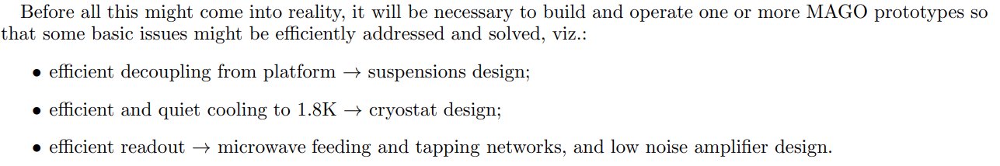 Before all this might come into reality, it will be necessary to build and operate one or more MAGO prototypes so
that some basic issues might be efficiently addressed and solved, viz.:
• efficient decoupling from platform → suspensions design;
• efficient and quiet cooling to 1.8K → cryostat design;
• efficient readout → microwave feeding and tapping networks, and low noise amplifier design.